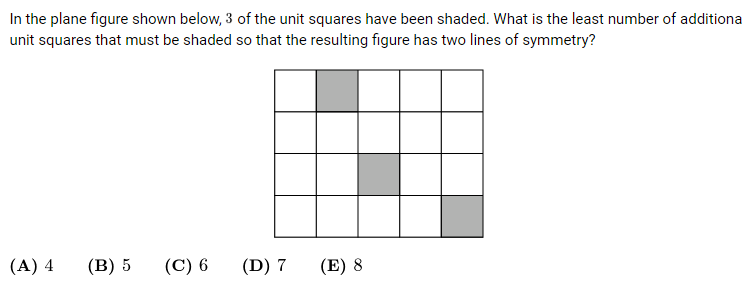 In the plane figure shown below, 3 of the unit squares have been shaded. What is the least number of additiona
unit squares that must be shaded so that the resulting figure has two lines of symmetry?
(A) 4 (B) 5 (C) 6 (D) 7 (E) 8